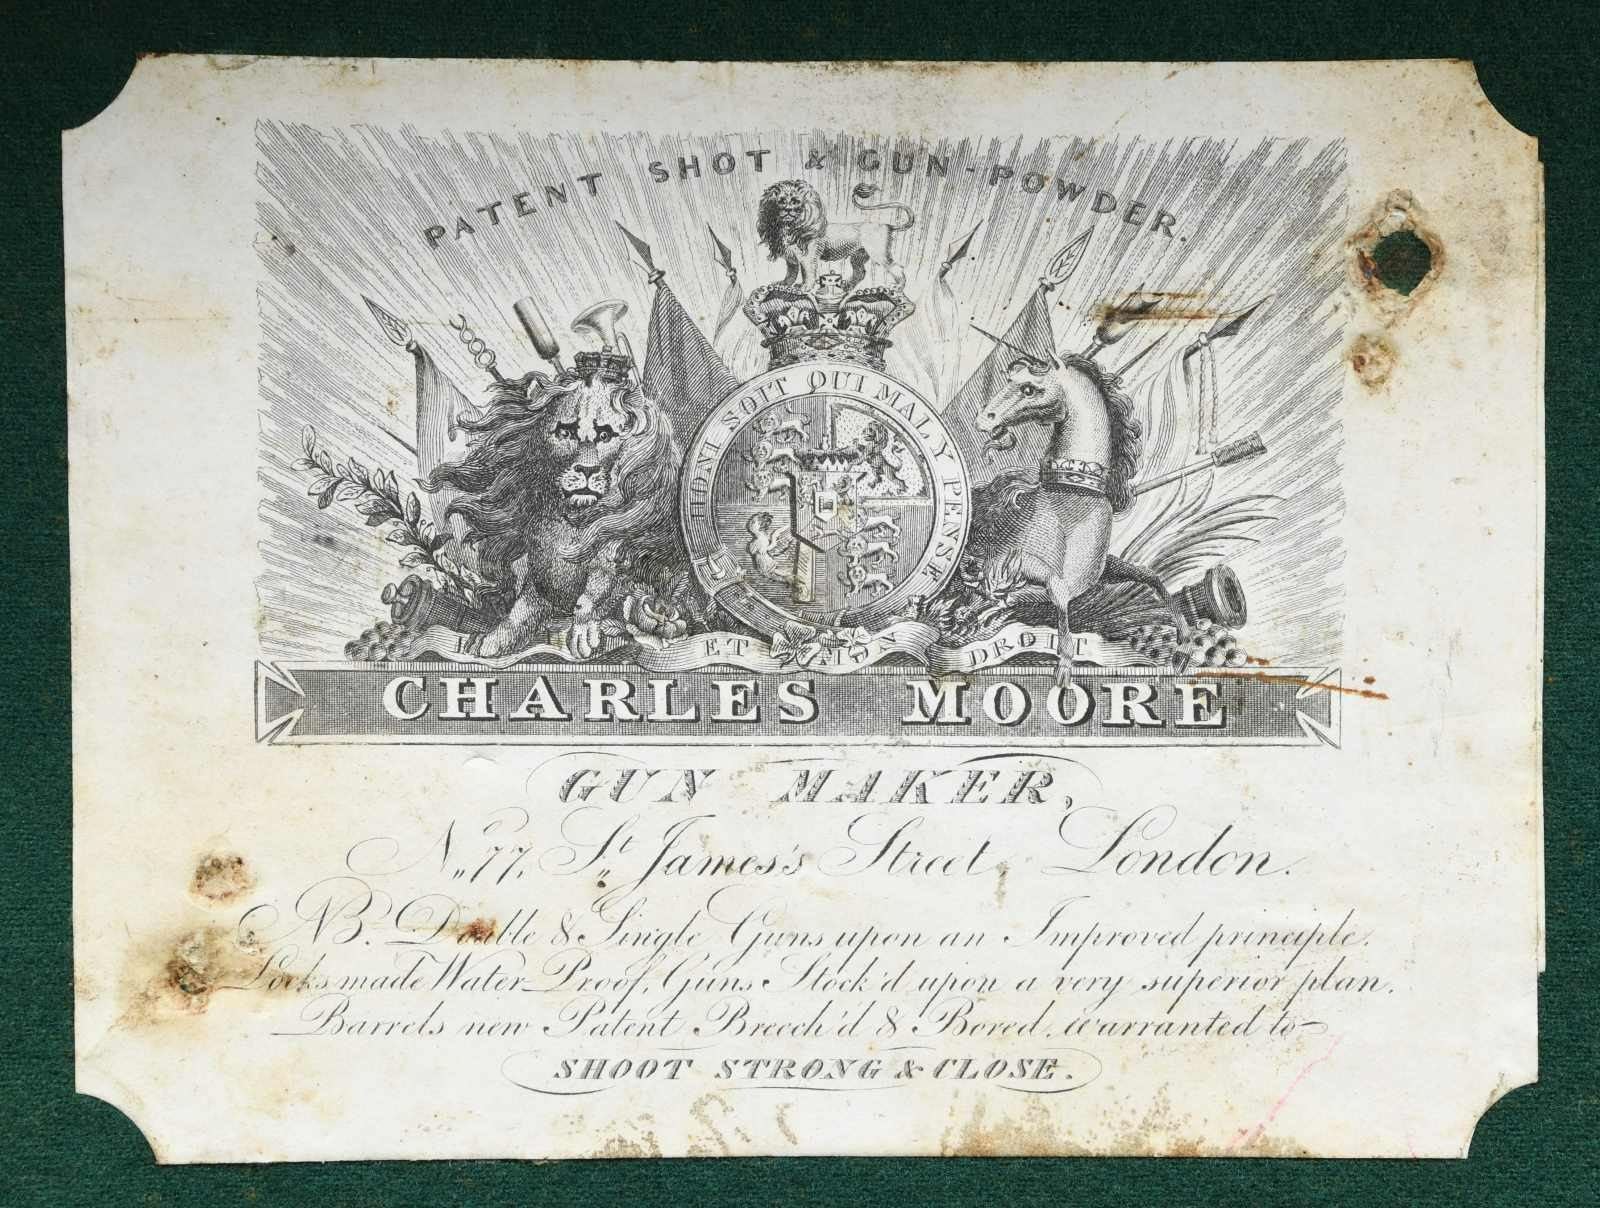 PATENT SHOT & GUN-POWDER.
HONI SOIT QUI MAL Y PENSE
ET MON DROIT
CHARLES MOORE
GUN MAKER,
No. 77, St. James's Street, London.
NB. Double & Single Guns upon an Improved principle.
Locks made Water Proof, Guns Stock'd upon a very superior plan.
Barrels new Patent Breech'd & Bored, warranted to
SHOOT STRONG & CLOSE.